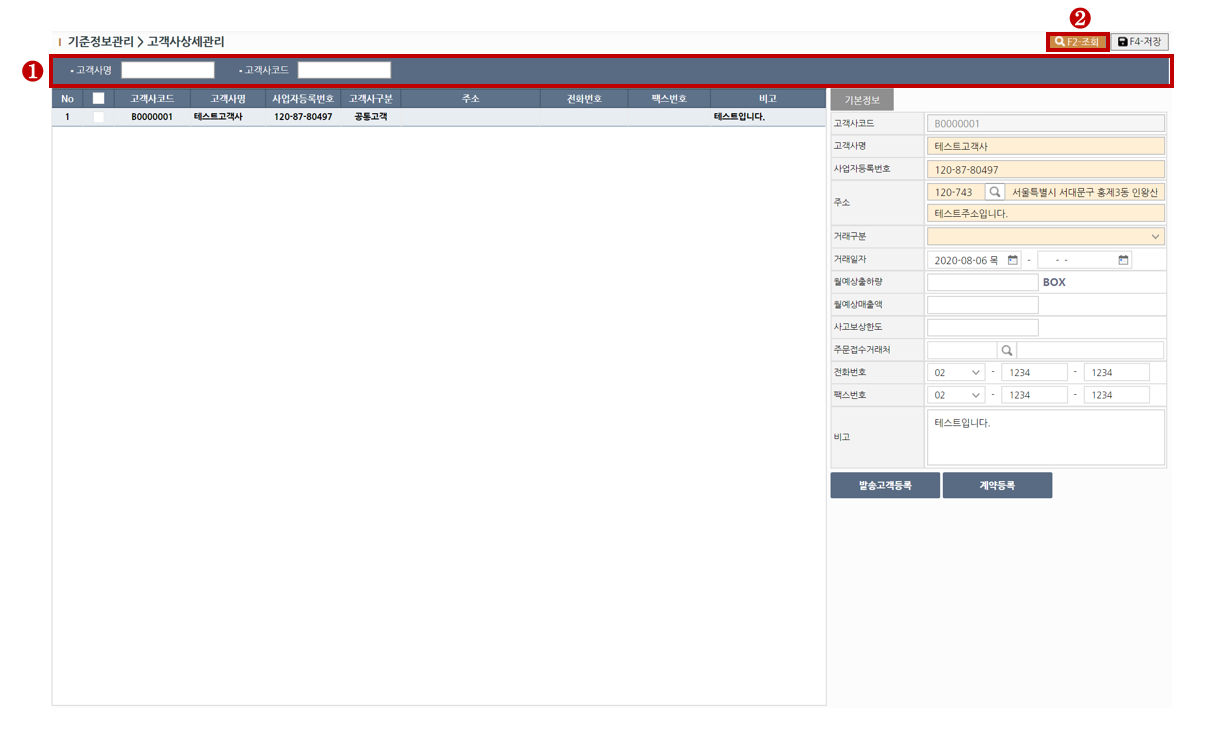 ❷
기준정보관리 > 고객사상세관리
F2-조회 F4-저장
❶
• 고객사명 • 고객사코드
No 고객사코드 고객사명 사업자등록번호 고객사구분 주소 전화번호 팩스번호 비고
1 B0000001 테스트고객사 120-87-80497 공통고객 테스트입니다.
기본정보
고객사코드 B0000001
고객사명 테스트고객사
사업자등록번호 120-87-80497
주소 120-743 서울특별시 서대문구 홍제3동 인왕산
테스트주소입니다.
거래구분
거래일자 2020-08-06 목 - - -
월예상출하량 BOX
월예상매출액
사고보상한도
주문접수거래처
전화번호 02 - 1234 - 1234
팩스번호 02 - 1234 - 1234
비고 테스트입니다.
발송고객등록 계약등록